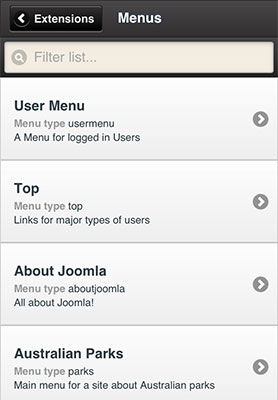 Extensions Menus
Filter list...
User Menu
Menu type usermenu
A Menu for logged in Users
Top
Menu type top
Links for major types of users
About Joomla
Menu type aboutjoomla
All about Joomla!
Australian Parks
Menu type parks
Main menu for a site about Australian parks